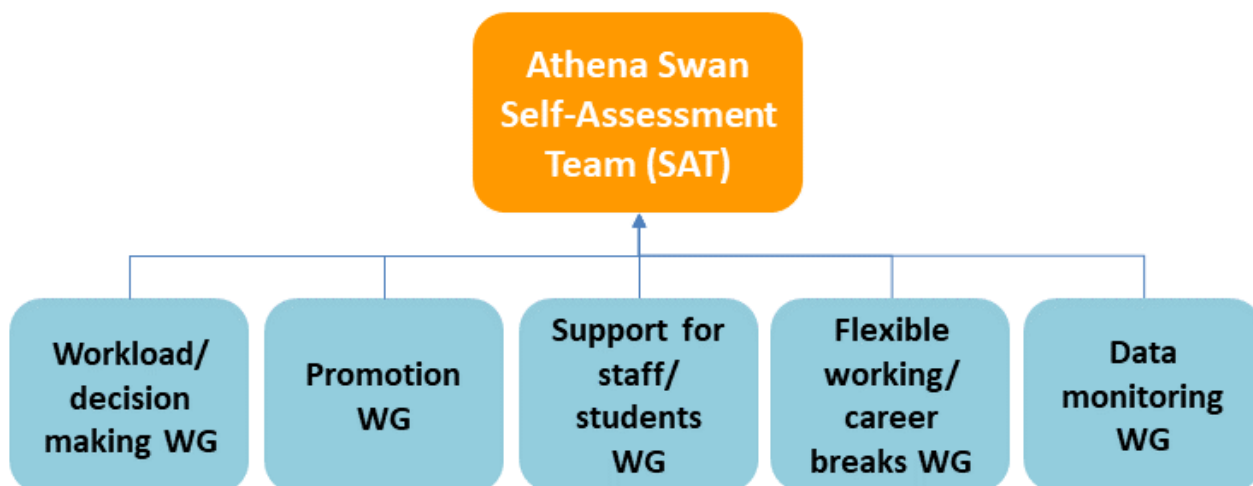 Athena Swan
Self-Assessment
Team (SAT)
Workload/
decision
making WG
Promotion
WG
Support for
staff/
students
WG
Flexible
working/
career
breaks WG
Data
monitoring
WG